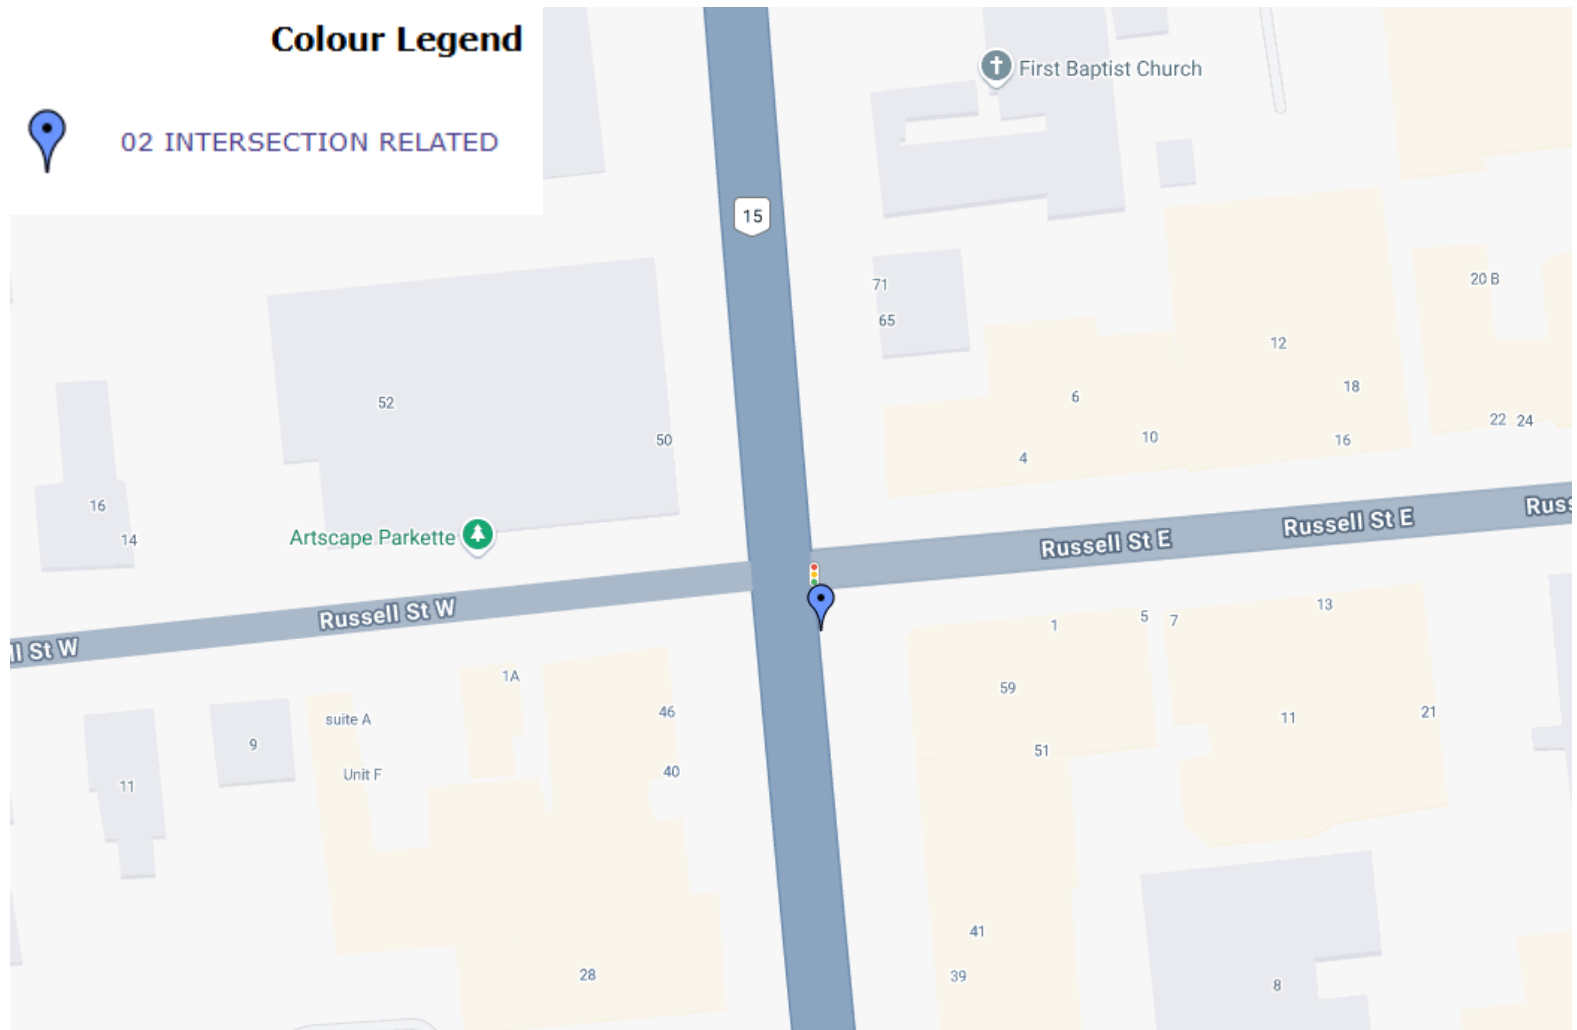 Colour Legend
02 INTERSECTION RELATED
First Baptist Church
15
71
65
20 B
12
18
6
22 24
10
16
4
52
50
16
14
Artscape Parkette
Russell St E
Russell St E
Russ
Russell St W
ll St W
1A
suite A
Unit F
9
11
46
40
28
1
5
7
13
59
51
11
21
41
39
8